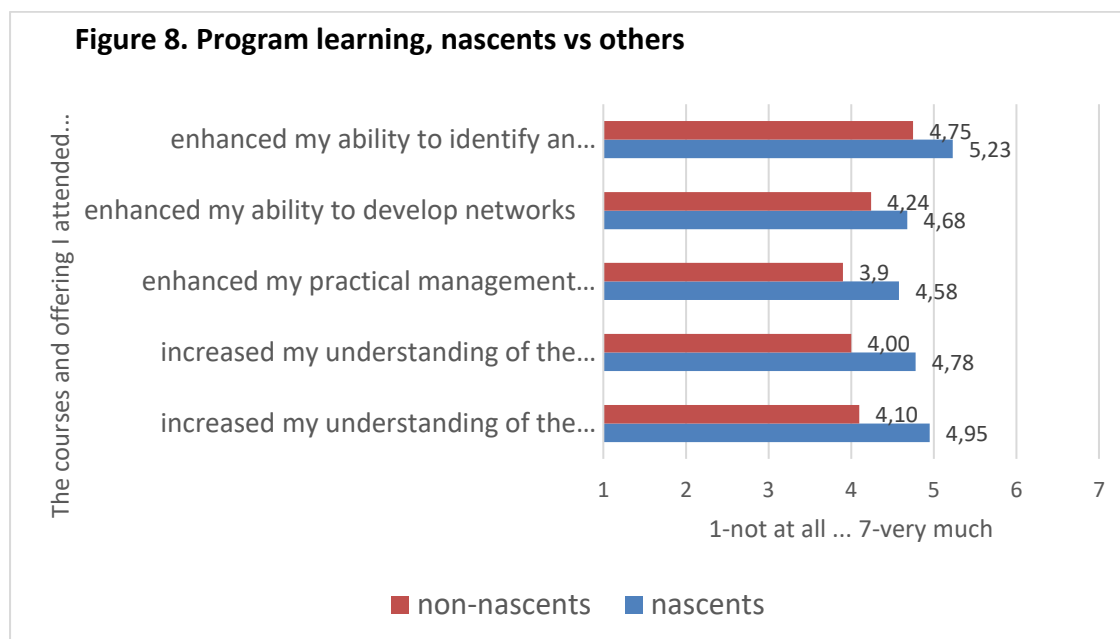 Figure 8. Program learning, nascents vs others
The courses and offering I attended...
enhanced my ability to identify an...
4,75
5,23
enhanced my ability to develop networks
4,24
4,68
enhanced my practical management...
3,9
4,58
increased my understanding of the...
4,00
4,78
increased my understanding of the...
4,10
4,95
1 2 3 4 5 6 7
1-not at all ... 7-very much
non-nascents nascents